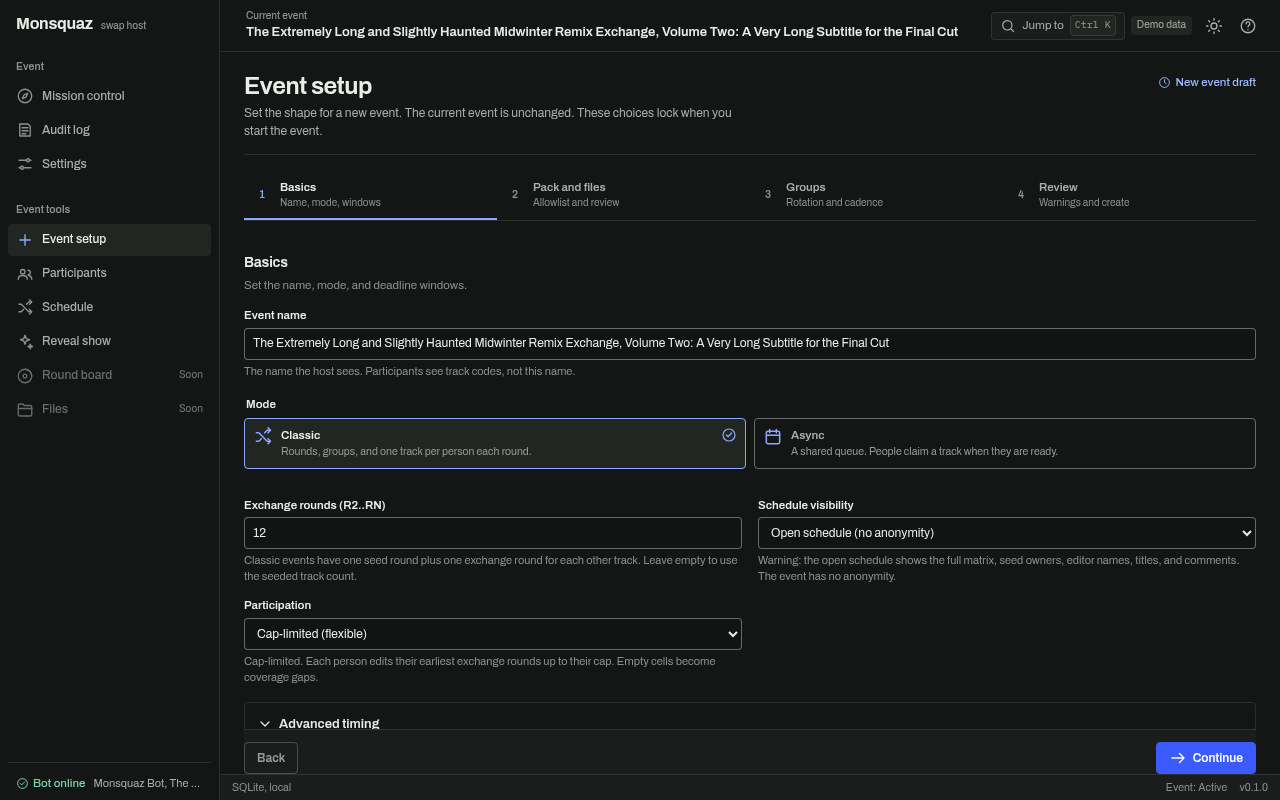 Monsquaz swap host
Current event
The Extremely Long and Slightly Haunted Midwinter Remix Exchange, Volume Two: A Very Long Subtitle for the Final Cut
Jump to Ctrl K
Demo data
Event
Mission control
Audit log
Settings
Event tools
Event setup
Participants
Schedule
Reveal show
Round board Soon
Files Soon
Bot online Monsquaz Bot, The ...
Event setup
New event draft
Set the shape for a new event. The current event is unchanged. These choices lock when you
start the event.
1 Basics
Name, mode, windows
2 Pack and files
Allowlist and review
3 Groups
Rotation and cadence
4 Review
Warnings and create
Basics
Set the name, mode, and deadline windows.
Event name
The Extremely Long and Slightly Haunted Midwinter Remix Exchange, Volume Two: A Very Long Subtitle for the Final Cut
The name the host sees. Participants see track codes, not this name.
Mode
Classic
Rounds, groups, and one track per person each round.
Async
A shared queue. People claim a track when they are ready.
Exchange rounds (R2..RN)
12
Classic events have one seed round plus one exchange round for each other track. Leave empty to use
the seeded track count.
Schedule visibility
Open schedule (no anonymity)
Warning: the open schedule shows the full matrix, seed owners, editor names, titles, and comments.
The event has no anonymity.
Participation
Cap-limited (flexible)
Cap-limited. Each person edits their earliest exchange rounds up to their cap. Empty cells become
coverage gaps.
Advanced timing
Back
Continue
SQLite, local
Event: Active v0.1.0